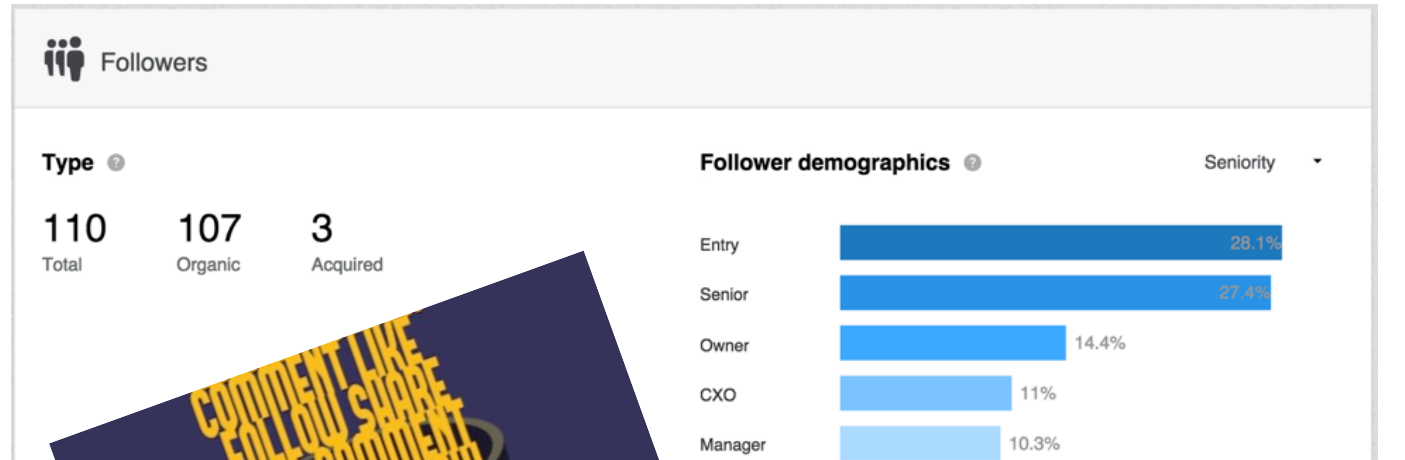 Followers
Type
110 107 3
Total Organic Acquired
COMMENT LIKE
FOLLOW SHARE
COMMENT
Follower demographics Seniority
Entry 28.1%
Senior 27.4%
Owner 14.4%
CXO 11%
Manager 10.3%